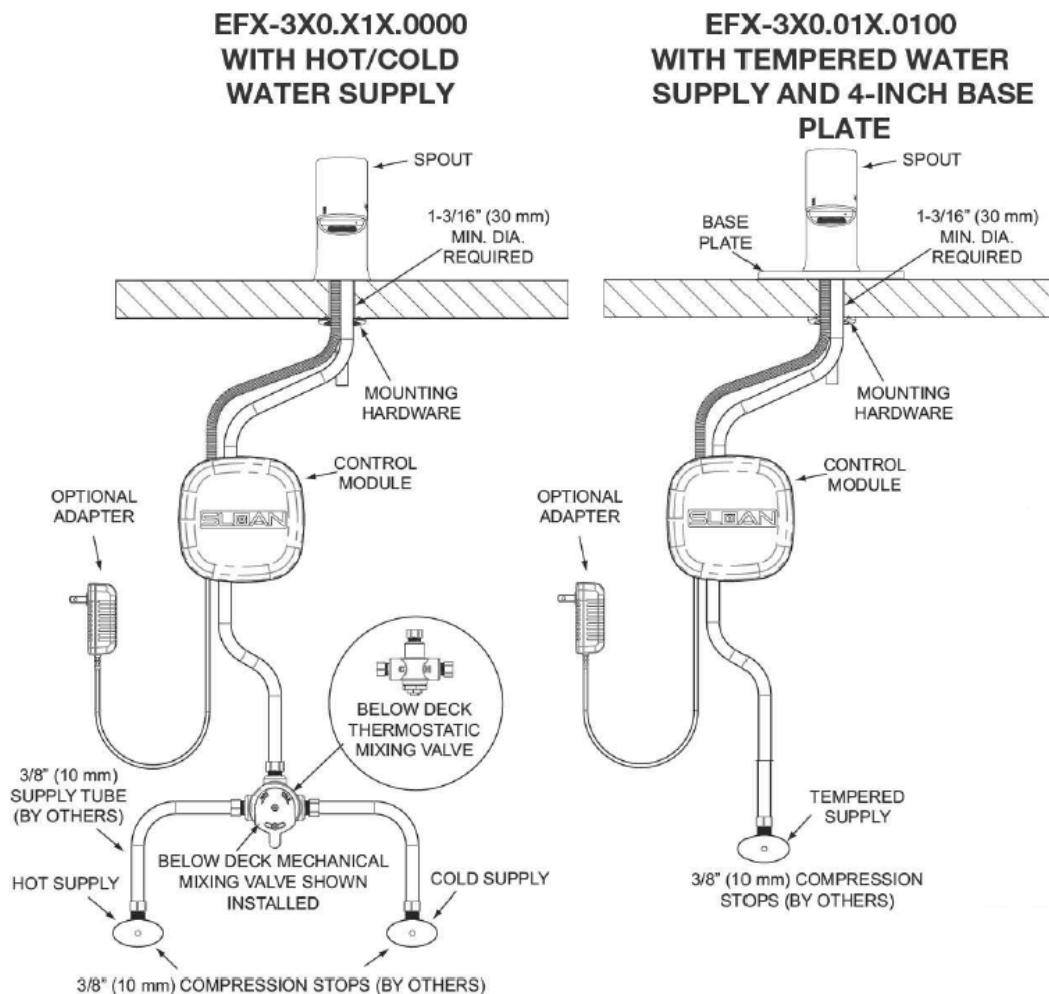 EFX-3X0.X1X.0000
WITH HOT/COLD
WATER SUPPLY
SPOUT
1-3/16" (30 mm)
MIN. DIA.
REQUIRED
MOUNTING
HARDWARE
CONTROL
MODULE
OPTIONAL
ADAPTER
SLOAN
BELOW DECK
THERMOSTATIC
MIXING VALVE
3/8" (10 mm)
SUPPLY TUBE
(BY OTHERS)
BELOW DECK MECHANICAL
MIXING VALVE SHOWN
INSTALLED
HOT SUPPLY
COLD SUPPLY
3/8" (10 mm) COMPRESSION STOPS (BY OTHERS)
EFX-3X0.01X.0100
WITH TEMPERED WATER
SUPPLY AND 4-INCH BASE
PLATE
SPOUT
BASE
PLATE
1-3/16" (30 mm)
MIN. DIA.
REQUIRED
MOUNTING
HARDWARE
CONTROL
MODULE
OPTIONAL
ADAPTER
SLOAN
TEMPERED
SUPPLY
3/8" (10 mm) COMPRESSION
STOPS (BY OTHERS)